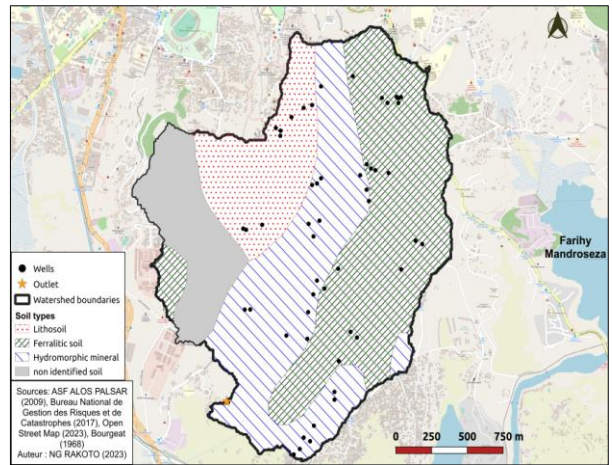 Farihy
Mandroseza
Wells
Outlet
Watershed boundaries
Soil types
Lithosoil
Ferralitic soil
Hydromorphic mineral
non identified soil
Sources: ASF ALOS PALSAR
(2009), Bureau National de
Gestion des Risques et de
Catastrophes (2017), Open
Street Map (2023), Bourgeat
(1968)
Auteur : NG RAKOTO (2023)
0 250 500 750 m